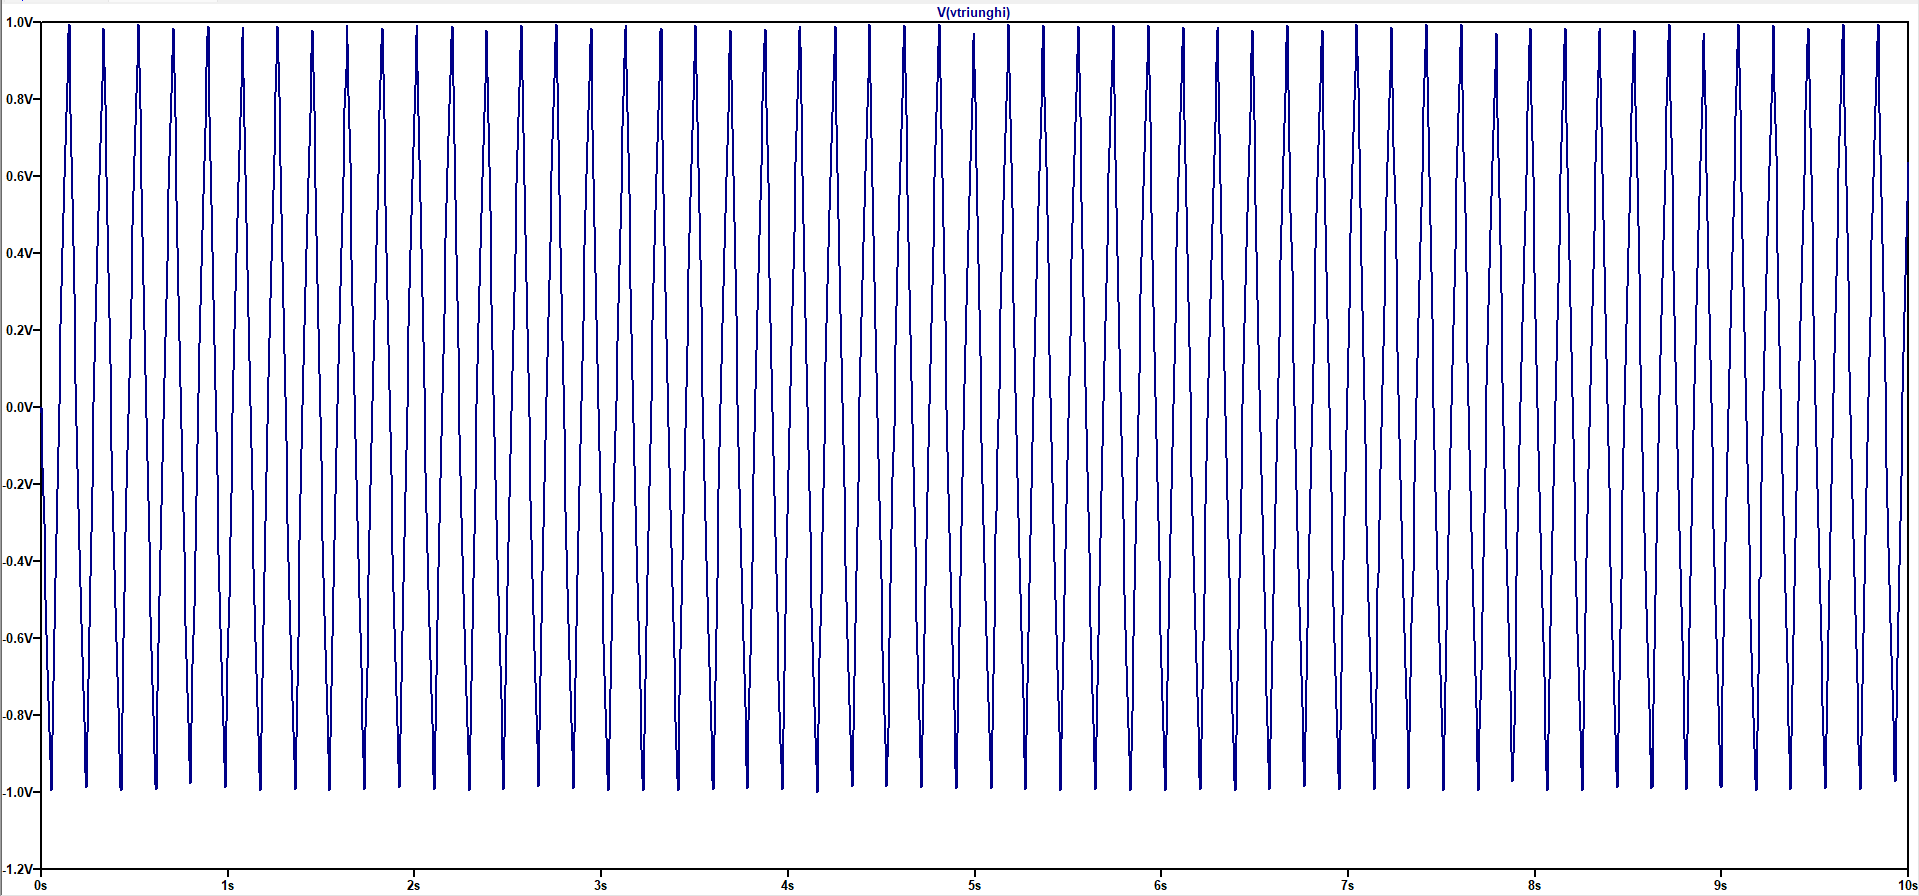 V(vtriunghi)
1.0V
0.8V
0.6V
0.4V
0.2V
0.0V
-0.2V
-0.4V
-0.6V
-0.8V
-1.0V
-1.2V
0s 1s 2s 3s 4s 5s 6s 7s 8s 9s 10s